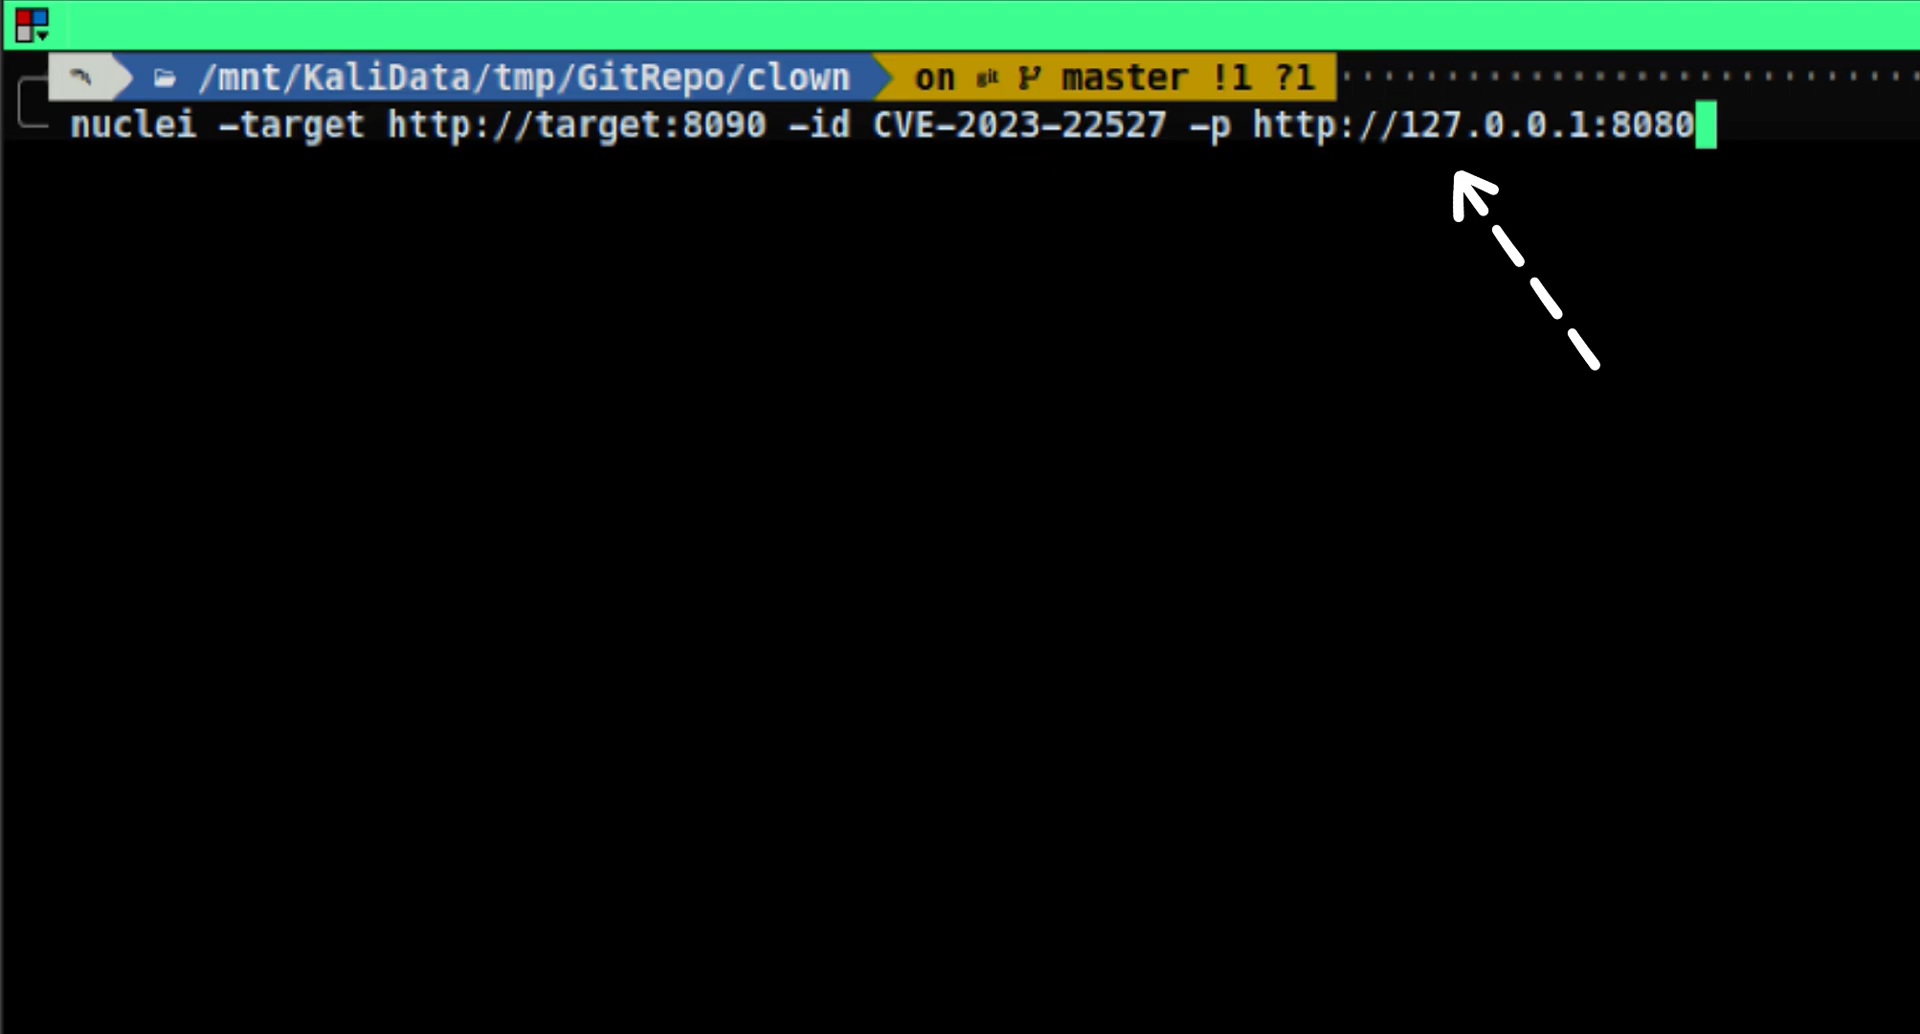 /mnt/KaliData/tmp/GitRepo/clown on git master !1 ?1
nuclei -target http://target:8090 -id CVE-2023-22527 -p http://127.0.0.1:8080